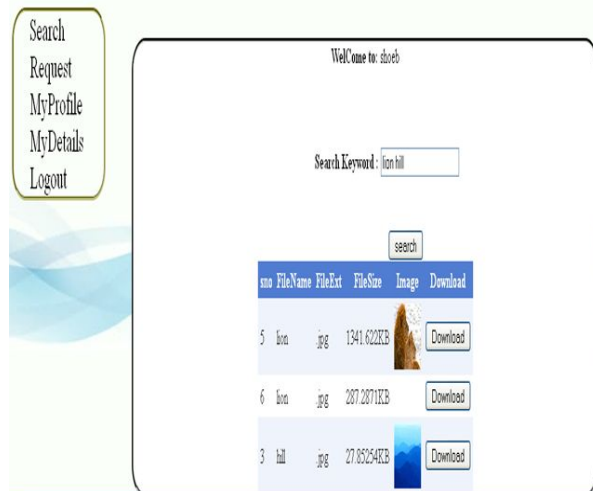 Search
Request
MyProfile
MyDetails
Logout
WelCome to: shoeb
Search Keyword : lion hill
search
sno FileName FileExt FileSize Image Download
5 lion .jpg 1341.622KB Download
6 lion .jpg 287.2871KB Download
3 hill .jpg 27.85254KB Download